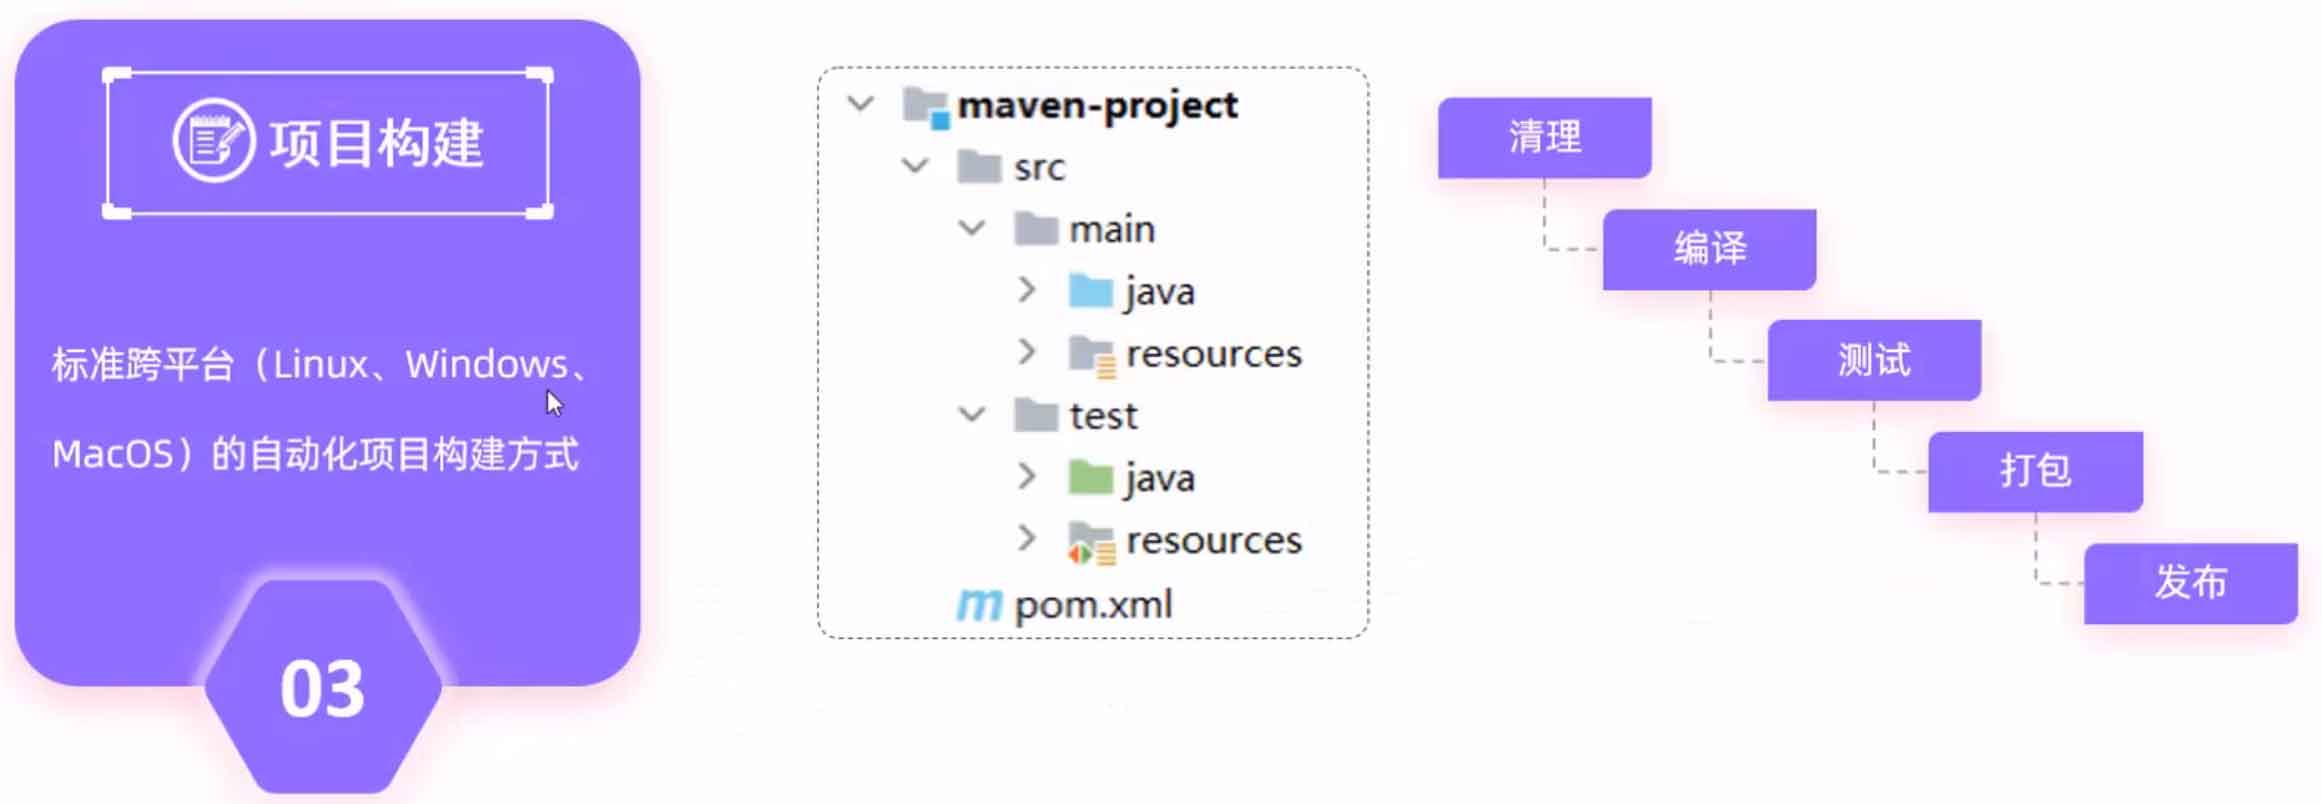 项目构建
标准跨平台（Linux、Windows、
MacOS）的自动化项目构建方式
03
maven-project
src
main
java
resources
test
java
resources
pom.xml
清理
编译
测试
打包
发布